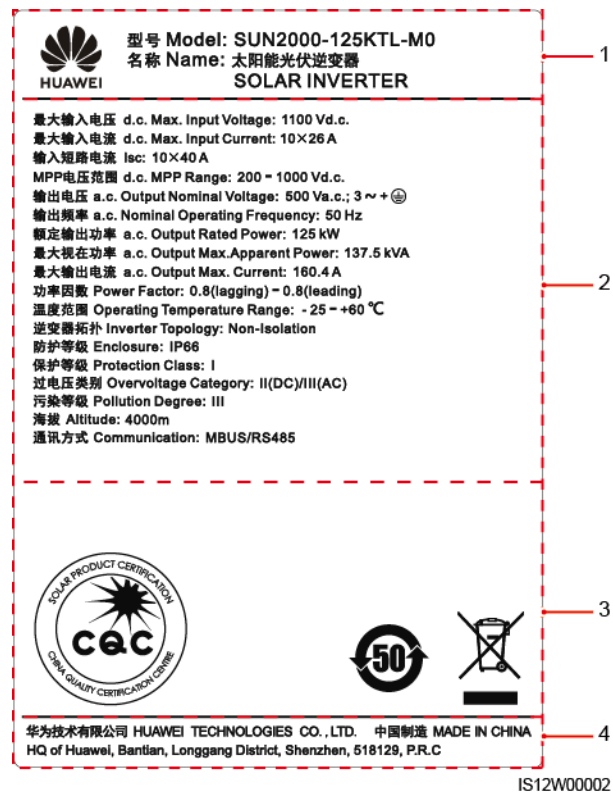 型号 Model: SUN2000-125KTL-M0
名称 Name: 太阳能光伏逆变器
SOLAR INVERTER
HUAWEI
1
最大输入电压 d.c. Max. Input Voltage: 1100 Vd.c.
最大输入电流 d.c. Max. Input Current: 10×26 A
输入短路电流 Isc: 10×40 A
MPP电压范围 d.c. MPP Range: 200 - 1000 Vd.c.
输出电压 a.c. Output Nominal Voltage: 500 Va.c.; 3 ~ +
输出频率 a.c. Nominal Operating Frequency: 50 Hz
额定输出功率 a.c. Output Rated Power: 125 kW
最大视在功率 a.c. Output Max.Apparent Power: 137.5 kVA
最大输出电流 a.c. Output Max. Current: 160.4 A
功率因数 Power Factor: 0.8(lagging) - 0.8(leading)
温度范围 Operating Temperature Range: - 25 - +60 ℃
逆变器拓扑 Inverter Topology: Non-Isolation
防护等级 Enclosure: IP66
保护等级 Protection Class: I
过电压类别 Overvoltage Category: II(DC)/III(AC)
污染等级 Pollution Degree: III
海拔 Altitude: 4000m
通讯方式 Communication: MBUS/RS485
2
SOLAR PRODUCT CERTIFICATION
CQC
CHINA QUALITY CERTIFICATION CENTRE
50
3
华为技术有限公司 HUAWEI TECHNOLOGIES CO., LTD. 中国制造 MADE IN CHINA
HQ of Huawei, Bantian, Longgang District, Shenzhen, 518129, P.R.C
4
IS12W00002